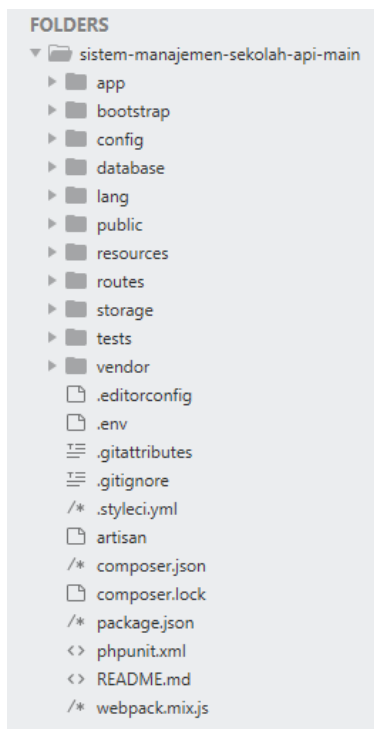 FOLDERS
sistem-manajemen-sekolah-api-main
app
bootstrap
config
database
lang
public
resources
routes
storage
tests
vendor
.editorconfig
.env
.gitattributes
.gitignore
/* .styleci.yml
artisan
/* composer.json
composer.lock
/* package.json
<> phpunit.xml
<> README.md
/* webpack.mix.js